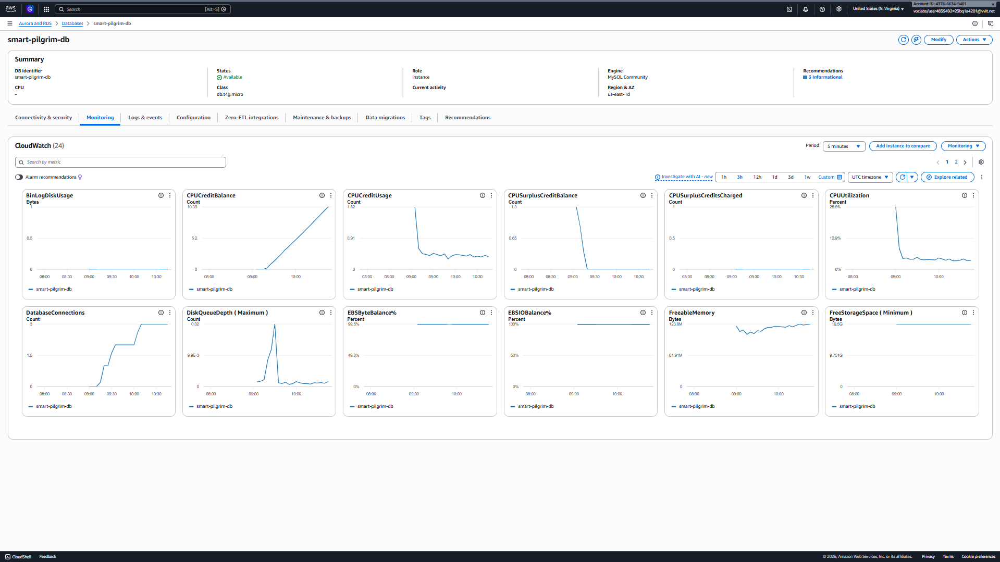 aws Search [Alt+S] United States (N. Virginia) Account ID: 4376-6634-9401
voclabs/user4839492=23bq1a4201@vvit.net
Aurora and RDS > Databases > smart-pilgrim-db
smart-pilgrim-db Modify Actions
Summary
DB identifier Status Role Engine Recommendations
smart-pilgrim-db Available Instance MySQL Community 3 Informational
CPU Class Current activity Region & AZ
- db.t4g.micro us-east-1d
Connectivity & security Monitoring Logs & events Configuration Zero-ETL integrations Maintenance & backups Data migrations Tags Recommendations
CloudWatch (24) Period 5 minutes Add instance to compare Monitoring
Search by metric 1 2
Alarm recommendations Investigate with AI - new 1h 3h 12h 1d 3d 1w Custom UTC timezone Explore related
BinLogDiskUsage
Bytes
1
0.5
0
08:00 08:30 09:00 09:30 10:00 10:30
smart-pilgrim-db
CPUCreditBalance
Count
10.39
5.2
0
08:00 09:00 10:00
smart-pilgrim-db
CPUCreditUsage
Count
1.82
0.91
0
08:00 08:30 09:00 09:30 10:00 10:30
smart-pilgrim-db
CPUSurplusCreditBalance
Count
1.3
0.65
0
08:00 08:30 09:00 09:30 10:00 10:30
smart-pilgrim-db
CPUSurplusCreditsCharged
Count
1
0.5
0
08:00 08:30 09:00 09:30 10:00 10:30
smart-pilgrim-db
CPUUtilization
Percent
25.8%
12.9%
0%
08:00 09:00 10:00
smart-pilgrim-db
DatabaseConnections
Count
3
1.5
0
08:00 08:30 09:00 09:30 10:00 10:30
smart-pilgrim-db
DiskQueueDepth ( Maximum )
Count
0.02
9.9E-3
0
08:00 09:00 10:00
smart-pilgrim-db
EBSByteBalance%
Percent
99.5%
49.8%
0%
08:00 09:00 10:00
smart-pilgrim-db
EBSIOBalance%
Percent
100%
50%
0%
08:00 09:00 10:00
smart-pilgrim-db
FreeableMemory
Bytes
123.8M
61.91M
0
08:00 09:00 10:00
smart-pilgrim-db
FreeStorageSpace ( Minimum )
Bytes
19.5G
9.751G
0
08:00 09:00 10:00
smart-pilgrim-db
CloudShell Feedback © 2026, Amazon Web Services, Inc. or its affiliates. Privacy Terms Cookie preferences